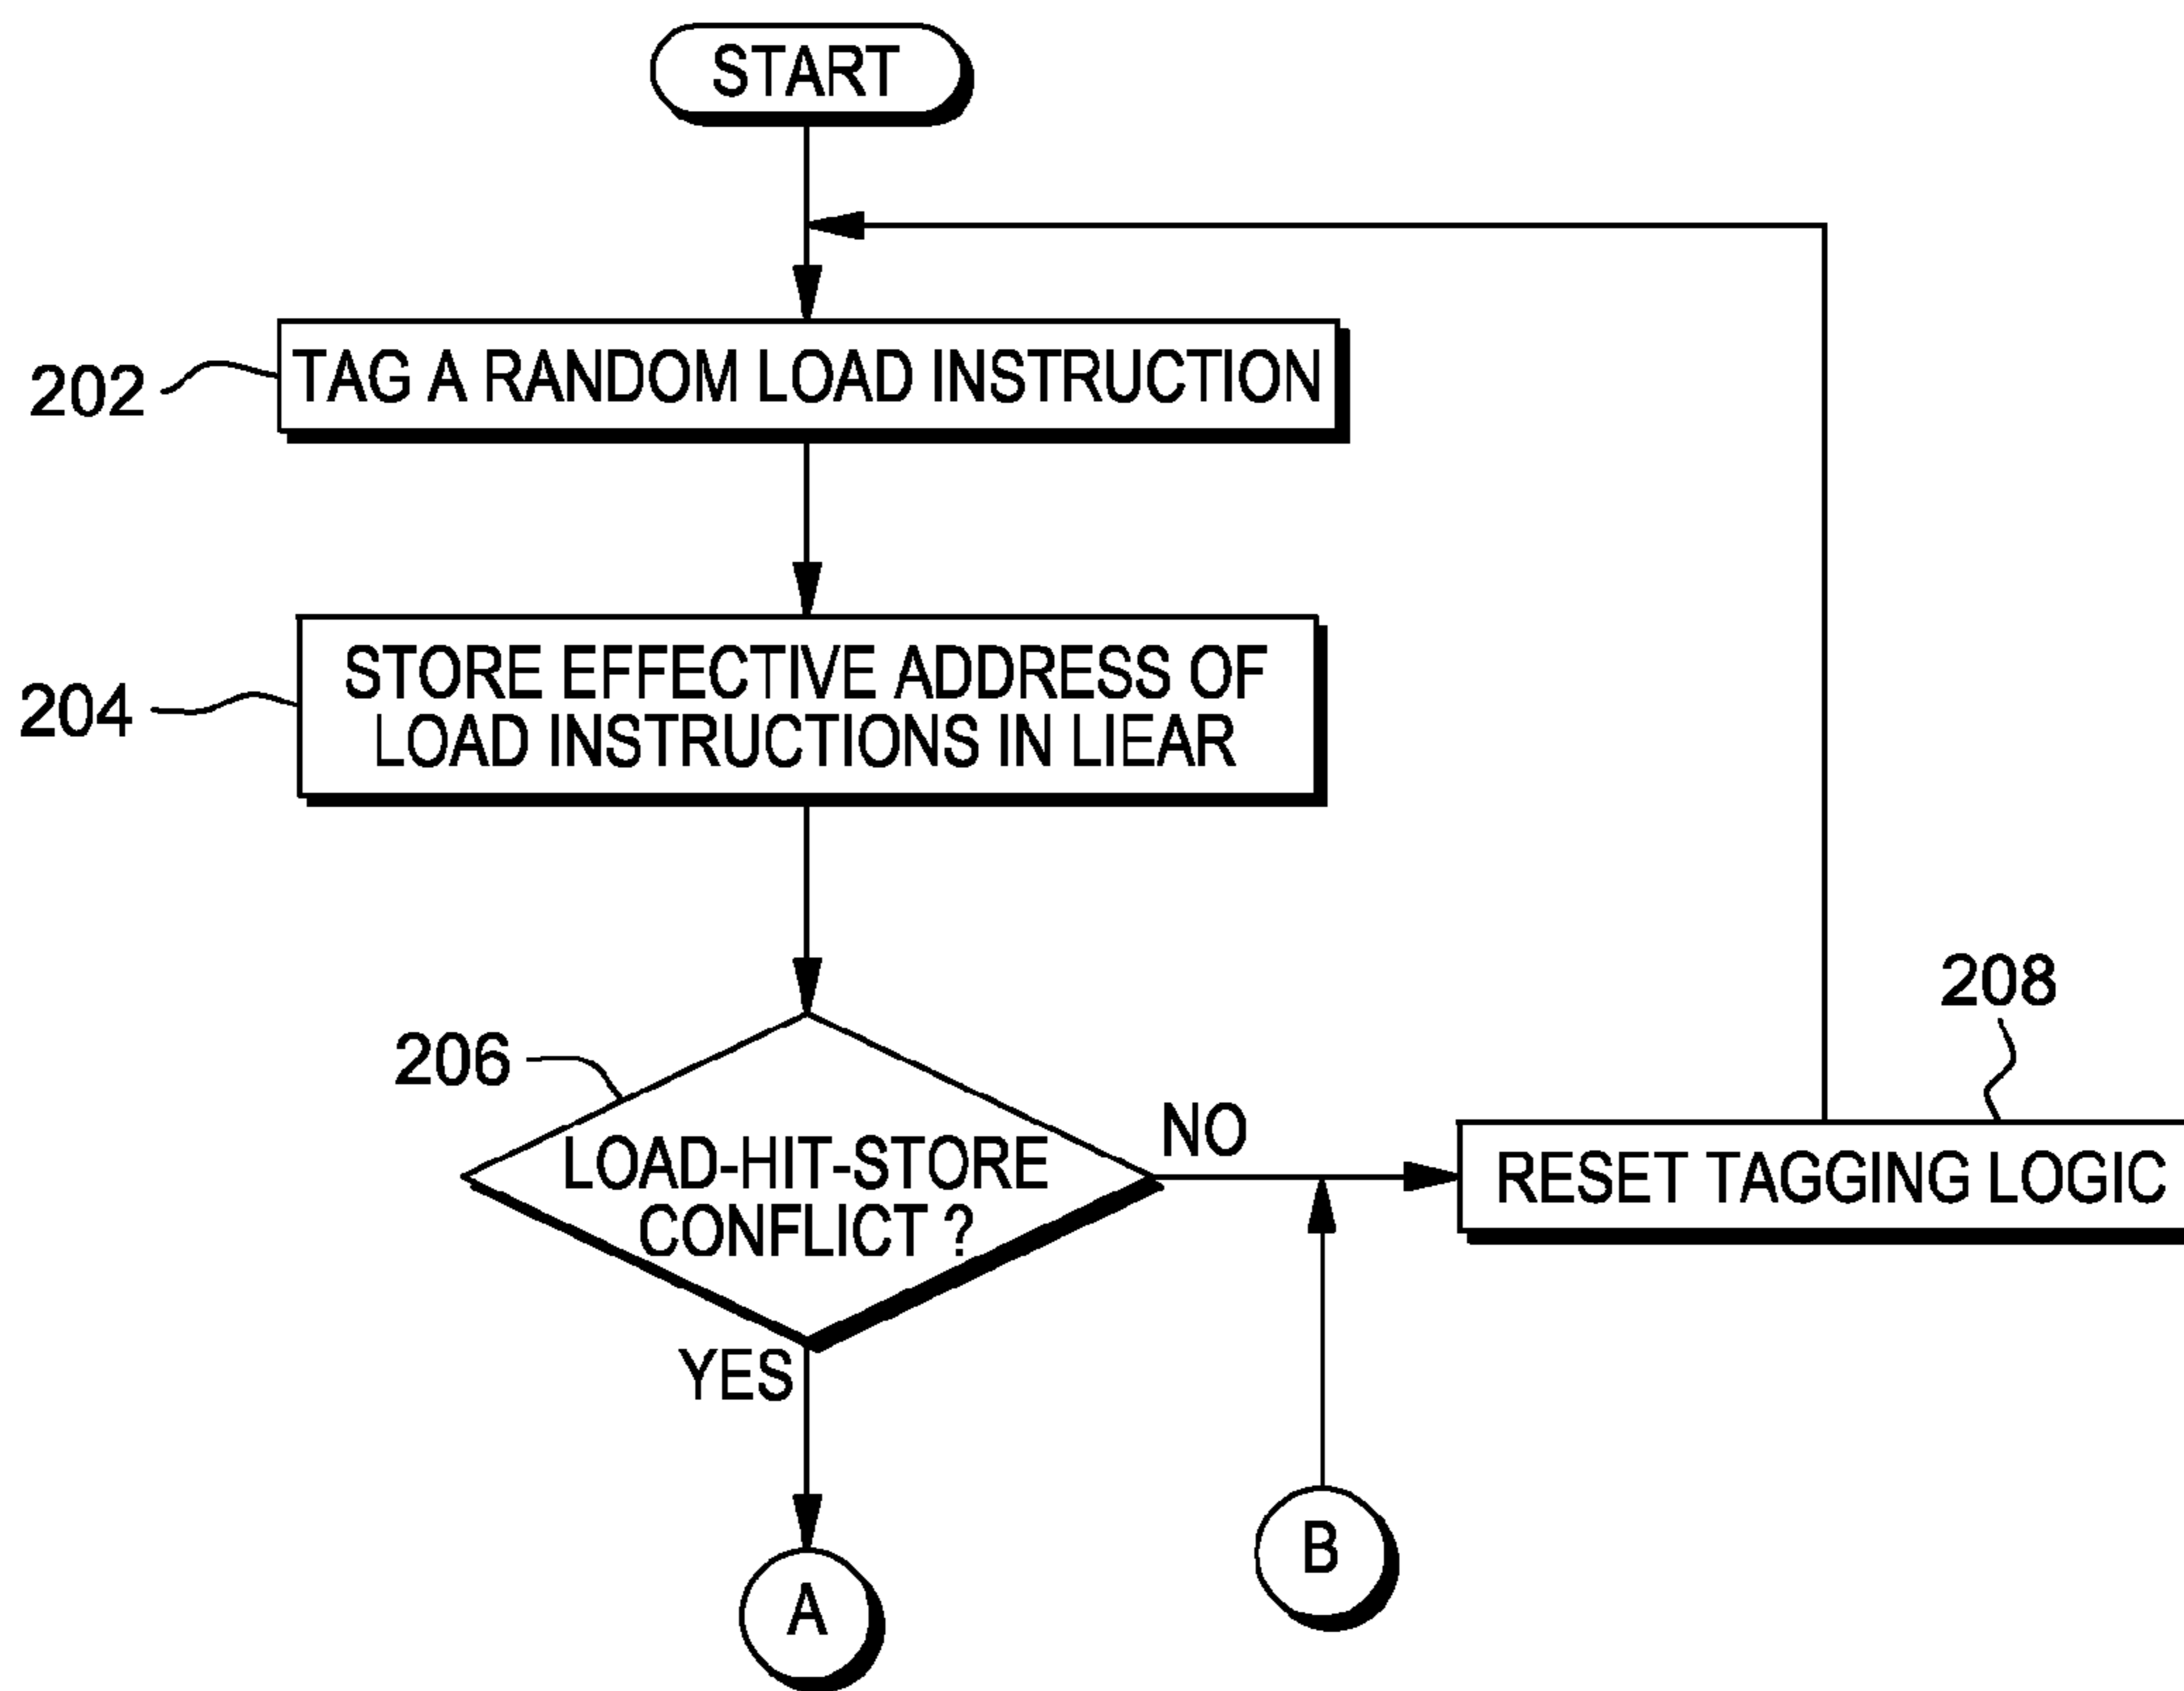 START
202
TAG A RANDOM LOAD INSTRUCTION
204
STORE EFFECTIVE ADDRESS OF
LOAD INSTRUCTIONS IN LIEAR
206
LOAD-HIT-STORE
CONFLICT ?
NO
208
RESET TAGGING LOGIC
YES
A
B